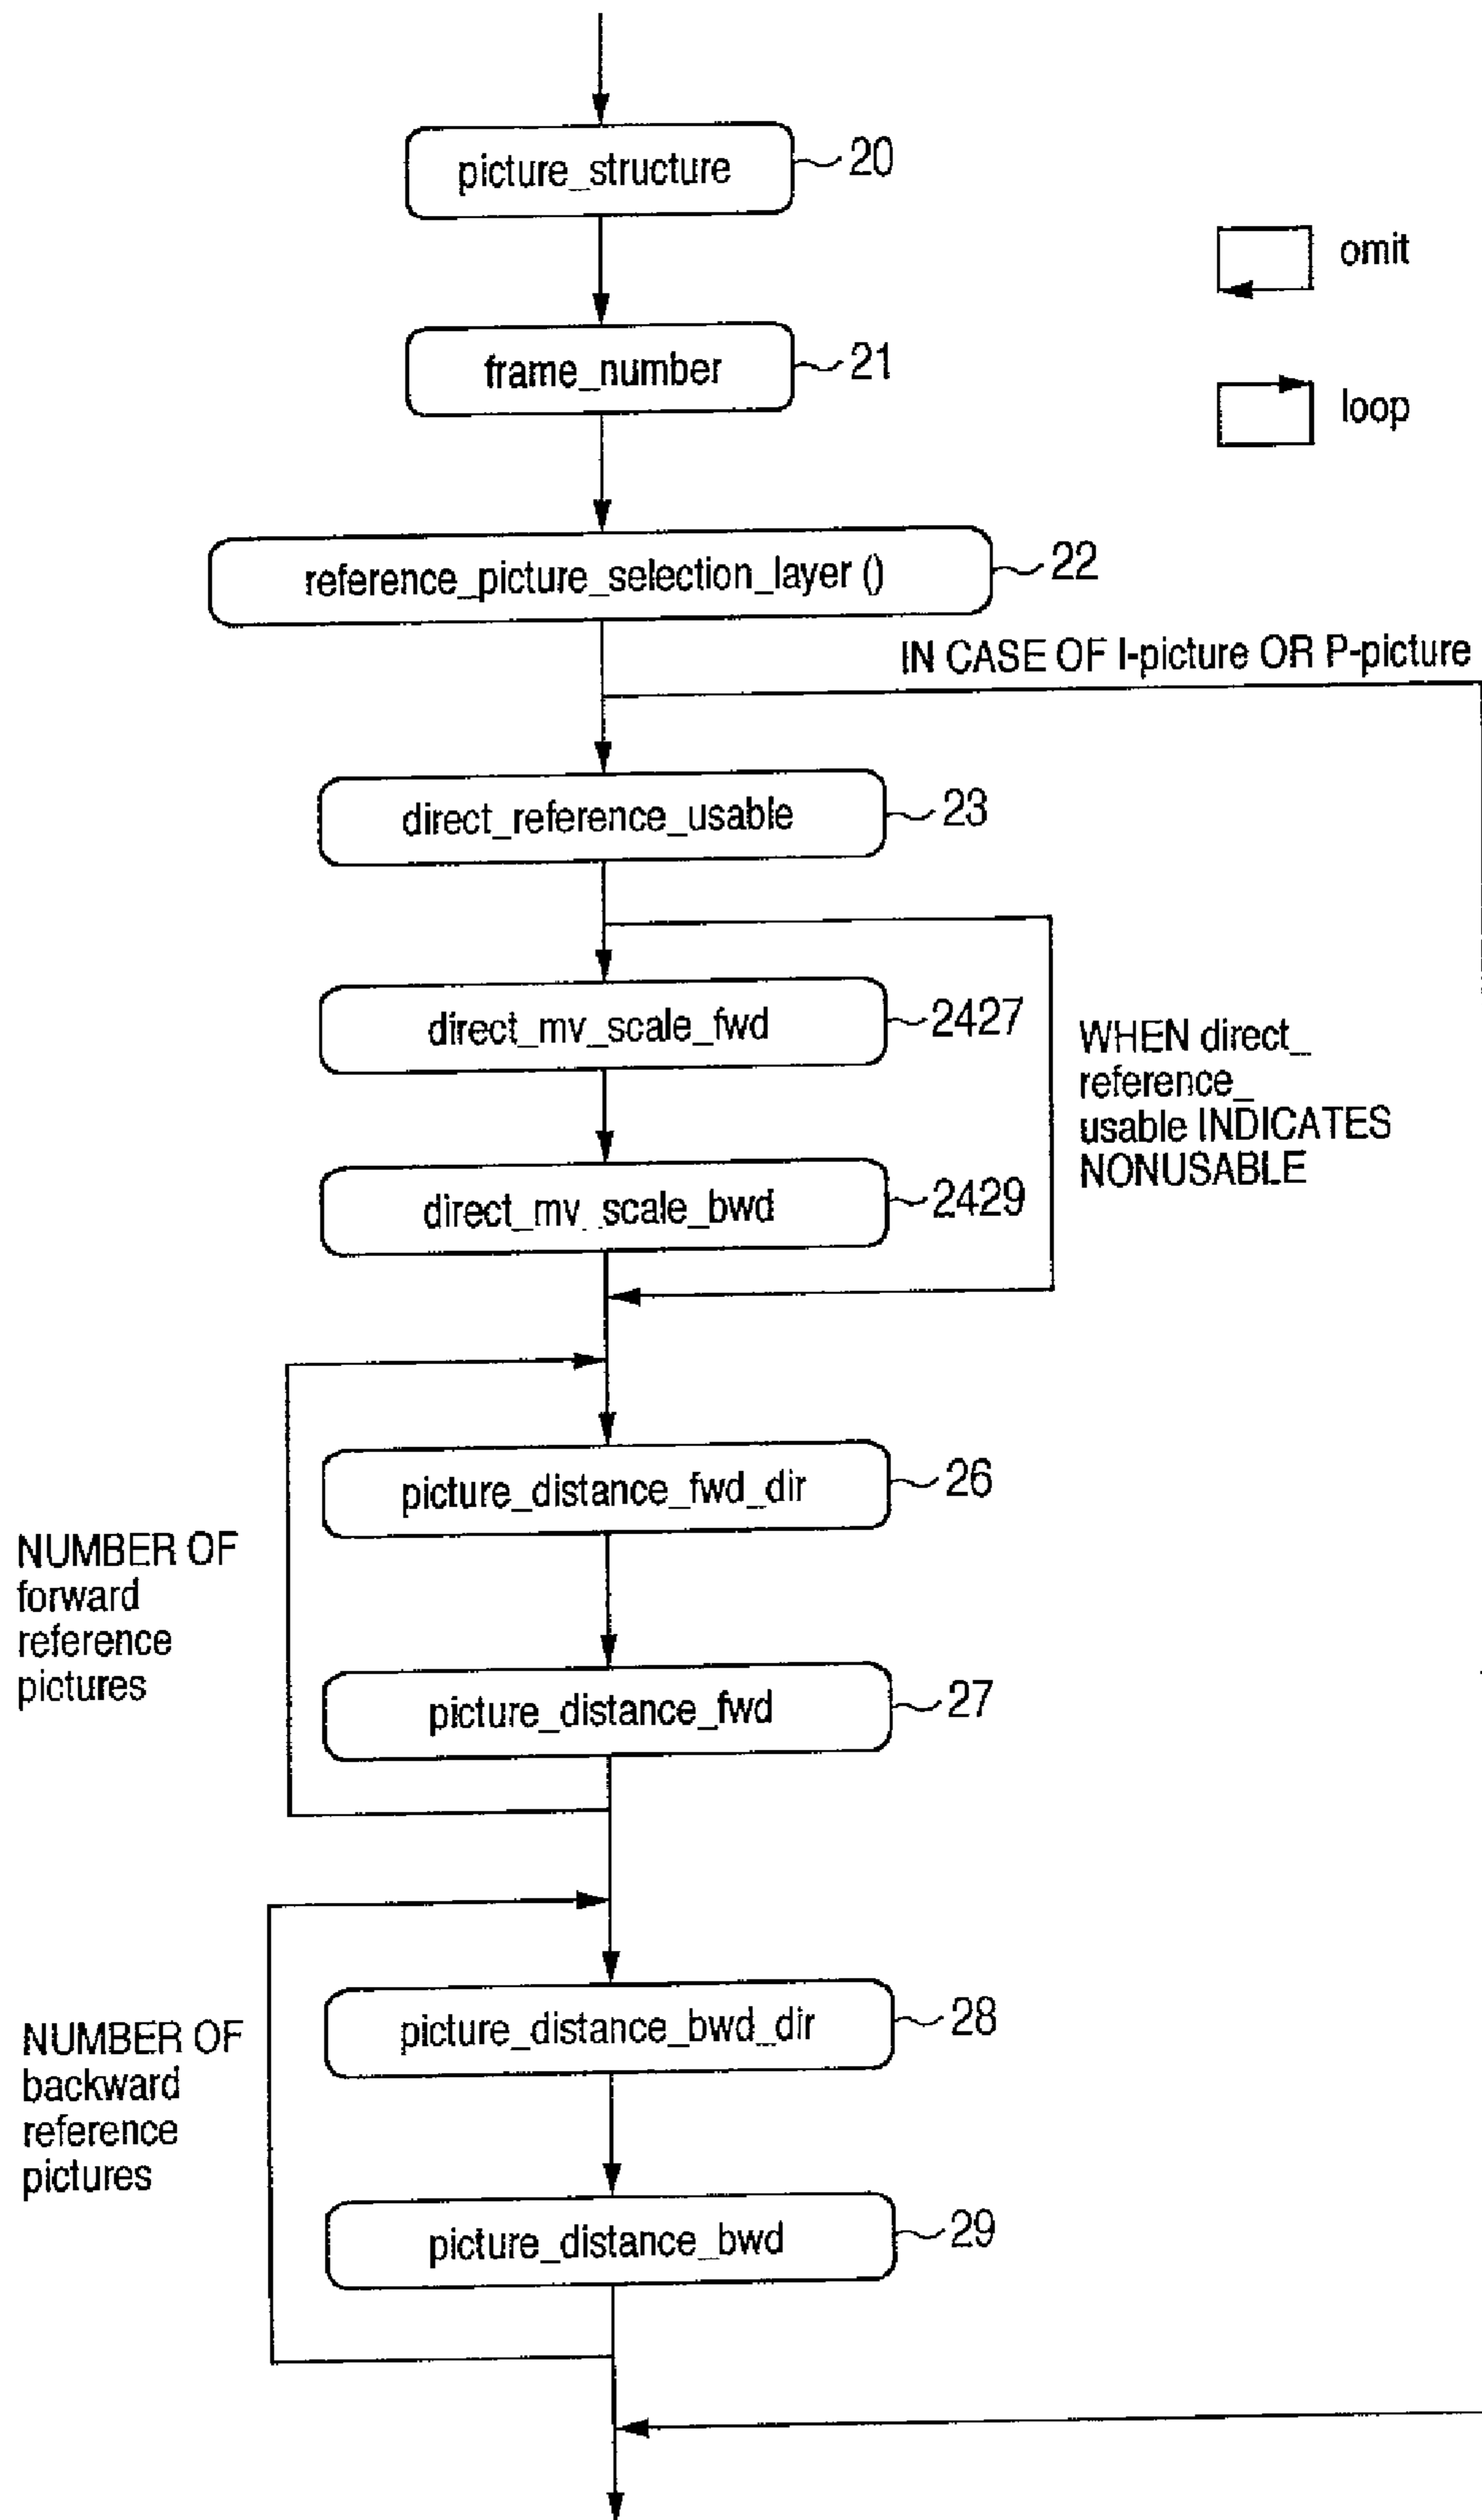 picture_structure
20
omit
frame_number
21
loop
reference_picture_selection_layer ()
22
IN CASE OF I-picture OR P-picture
direct_reference_usable
23
direct_mv_scale_fwd
2427
WHEN direct_
reference_
usable INDICATES
NONUSABLE
direct_mv_scale_bwd
2429
picture_distance_fwd_dir
26
NUMBER OF
forward
reference
pictures
picture_distance_fwd
27
picture_distance_bwd_dir
28
NUMBER OF
backward
reference
pictures
picture_distance_bwd
29